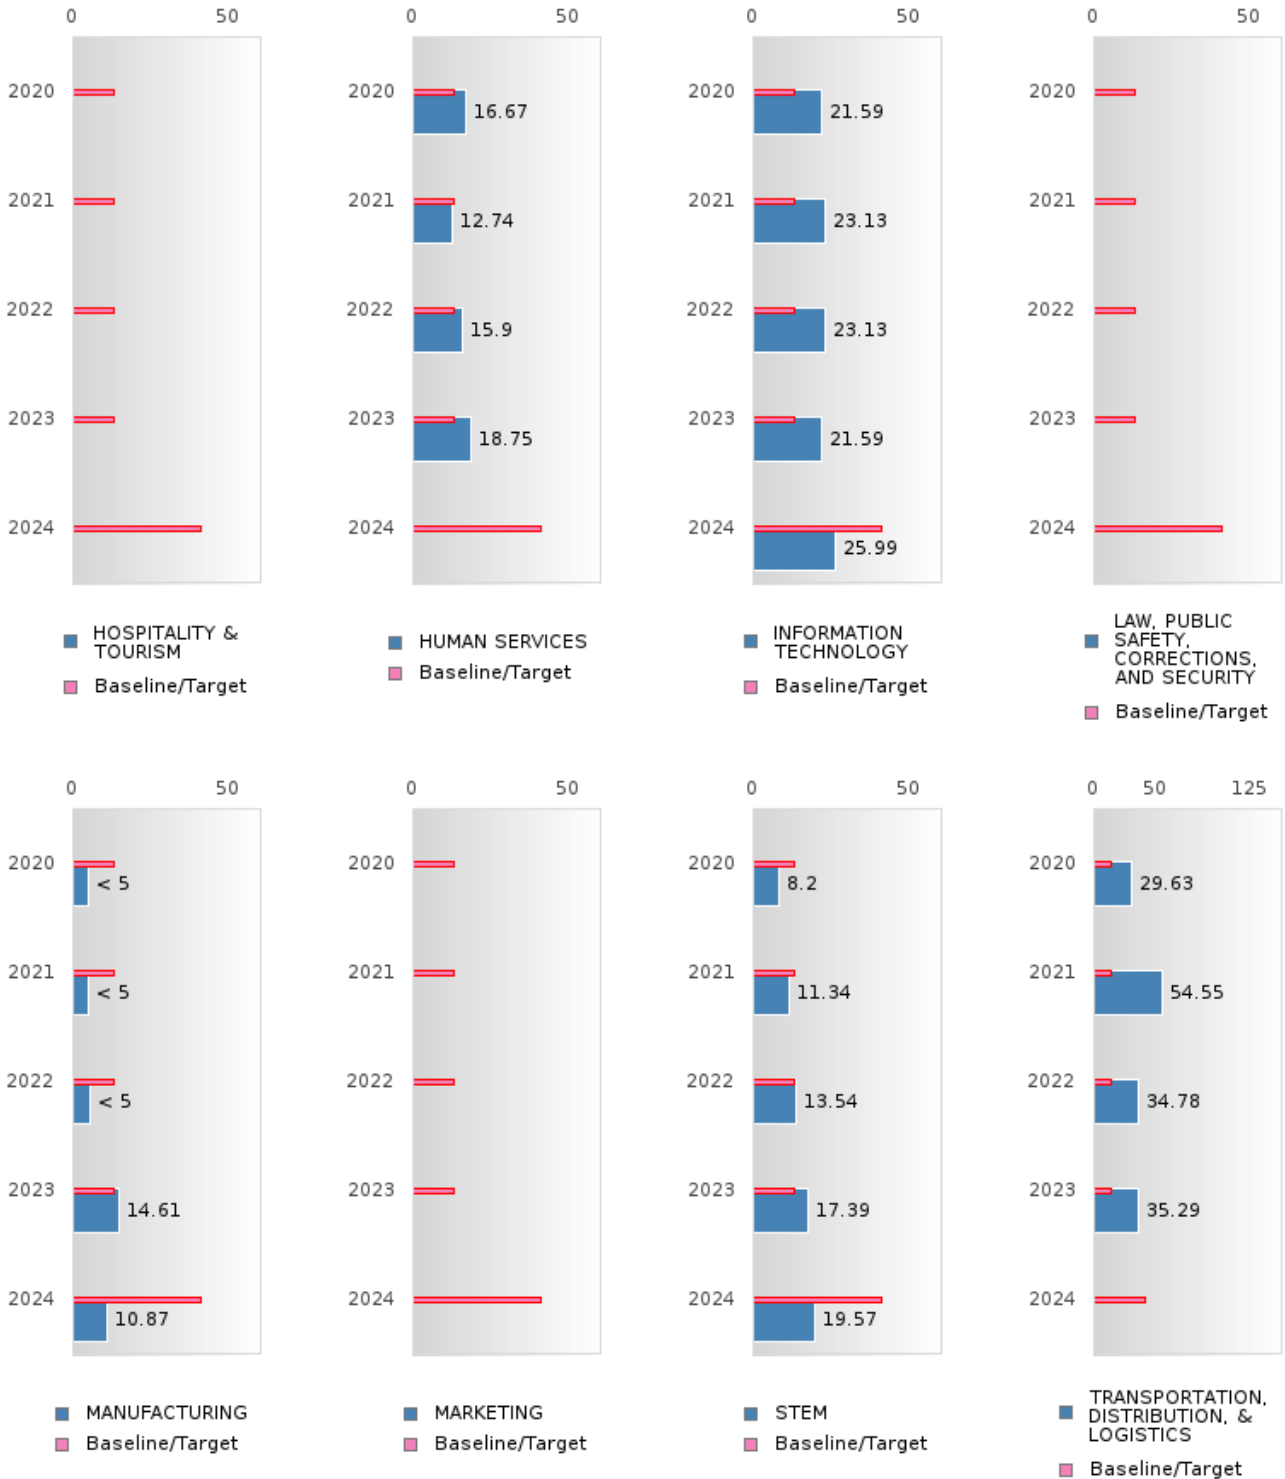 0 50
2020
2021
2022
2023
2024
HOSPITALITY &
TOURISM
Baseline/Target
0 50
2020
16.67
2021
12.74
2022
15.9
2023
18.75
2024
HUMAN SERVICES
Baseline/Target
0 50
2020
21.59
2021
23.13
2022
23.13
2023
21.59
2024
25.99
INFORMATION
TECHNOLOGY
Baseline/Target
0 50
2020
2021
2022
2023
2024
LAW, PUBLIC
SAFETY,
CORRECTIONS,
AND SECURITY
Baseline/Target
0 50
2020
< 5
2021
< 5
2022
< 5
2023
14.61
2024
10.87
MANUFACTURING
Baseline/Target
0 50
2020
2021
2022
2023
2024
MARKETING
Baseline/Target
0 50
2020
8.2
2021
11.34
2022
13.54
2023
17.39
2024
19.57
STEM
Baseline/Target
0 50 125
2020
29.63
2021
54.55
2022
34.78
2023
35.29
2024
TRANSPORTATION,
DISTRIBUTION, &
LOGISTICS
Baseline/Target